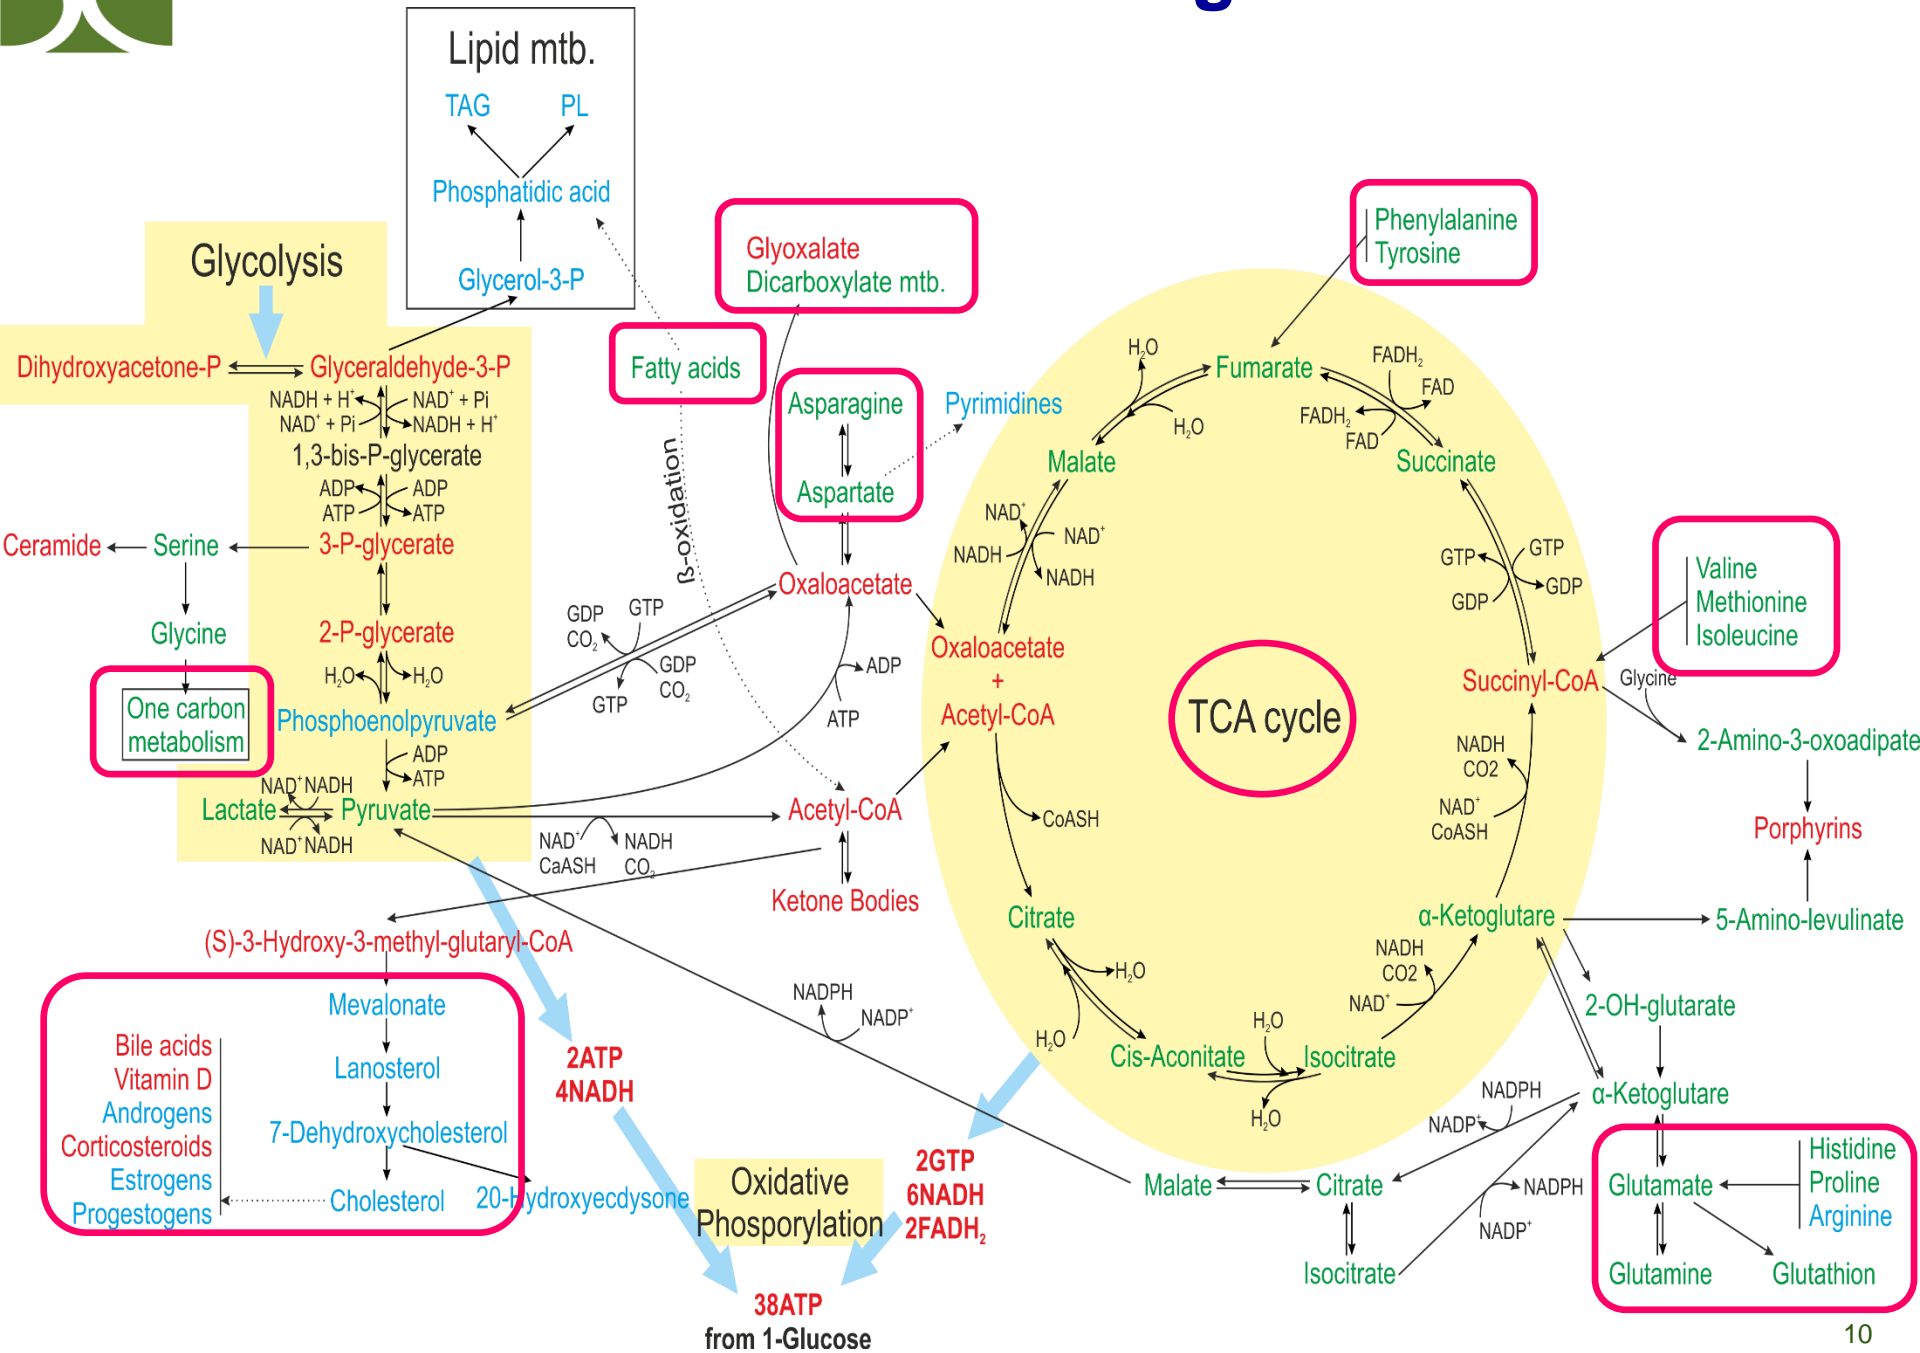 Lipid mtb.
TAG
PL
Phosphatidic acid
Glycerol-3-P
Glycolysis
Dihydroxyacetone-P
Glyceraldehyde-3-P
NADH + H⁺
NAD⁺ + Pi
NAD⁺ + Pi
NADH + H⁺
1,3-bis-P-glycerate
ADP
ADP
ATP
ATP
Ceramide
Serine
3-P-glycerate
Glycine
2-P-glycerate
H₂O
H₂O
One carbon
metabolism
Phosphoenolpyruvate
ADP
ATP
NAD⁺ NADH
Lactate
Pyruvate
NAD⁺ NADH
Glyoxalate
Dicarboxylate mtb.
Fatty acids
ß-oxidation
Asparagine
Pyrimidines
Aspartate
Oxaloacetate
GDP
CO₂
GTP
GDP
CO₂
GTP
ADP
ATP
Acetyl-CoA
NAD⁺
CaASH
NADH
CO₂
Ketone Bodies
(S)-3-Hydroxy-3-methyl-glutaryl-CoA
Mevalonate
Lanosterol
7-Dehydroxycholesterol
Cholesterol
20-Hydroxyecdysone
Bile acids
Vitamin D
Androgens
Corticosteroids
Estrogens
Progestogens
2ATP
4NADH
Oxidative
Phosporylation
2GTP
6NADH
2FADH₂
38ATP
from 1-Glucose
Phenylalanine
Tyrosine
Fumarate
H₂O
H₂O
FADH₂
FAD
FADH₂
FAD
Malate
Succinate
NAD⁺
NADH
NAD⁺
NADH
GTP
GTP
GDP
GDP
Valine
Methionine
Isoleucine
Oxaloacetate
+
Acetyl-CoA
TCA cycle
Succinyl-CoA
Glycine
2-Amino-3-oxoadipate
NADH
CO2
NAD⁺
CoASH
CoASH
Porphyrins
Citrate
α-Ketoglutare
5-Amino-levulinate
NADH
CO2
NAD⁺
H₂O
H₂O
Cis-Aconitate
H₂O
H₂O
Isocitrate
2-OH-glutarate
α-Ketoglutare
NADPH
NADP⁺
NADPH
NADP⁺
Malate
Citrate
NADPH
NADP⁺
Isocitrate
Histidine
Proline
Arginine
Glutamate
Glutamine
Glutathion
10